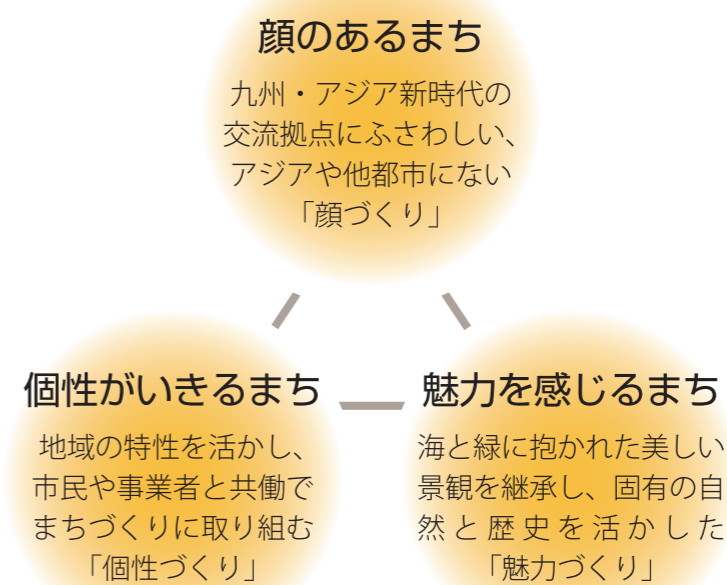 顔のあるまち
九州・アジア新時代の
交流拠点にふさわしい、
アジアや他都市にない
「顔づくり」
個性がいきるまち
地域の特性を活かし、
市民や事業者と共働で
まちづくりに取り組む
「個性づくり」
魅力を感じるまち
海と緑に抱かれた美しい
景観を継承し、固有の自
然と歴史を活かした
「魅力づくり」